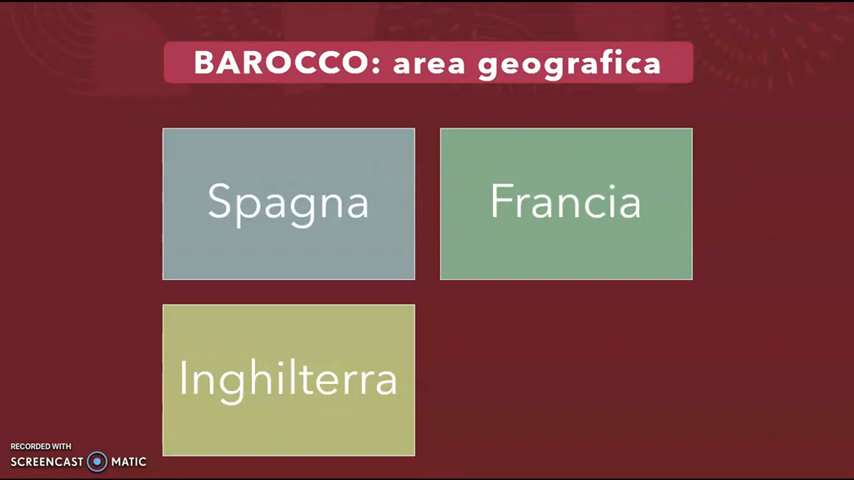 BAROCCO: area geografica
Spagna
Francia
Inghilterra
RECORDED WITH
SCREENCAST MATIC